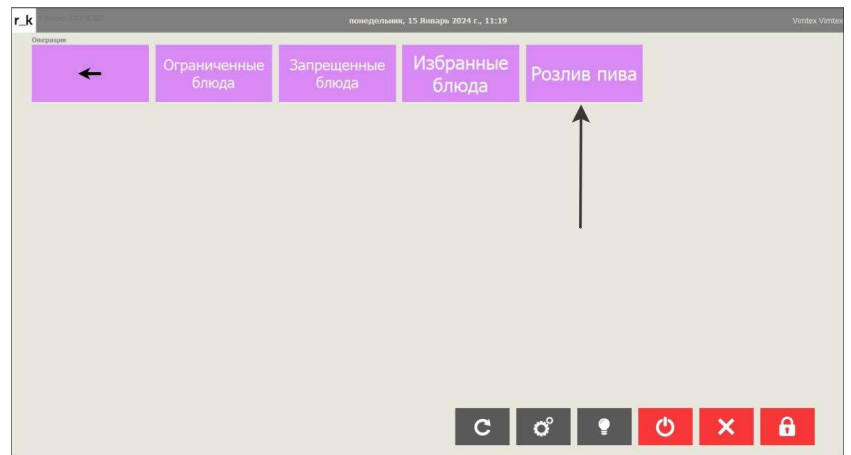 r_k
понедельник, 15 Январь 2024 г., 11:19
Vimtex Vimtex
Операции
Ограниченные
блюда
Запрещенные
блюда
Избранные
блюда
Розлив пива